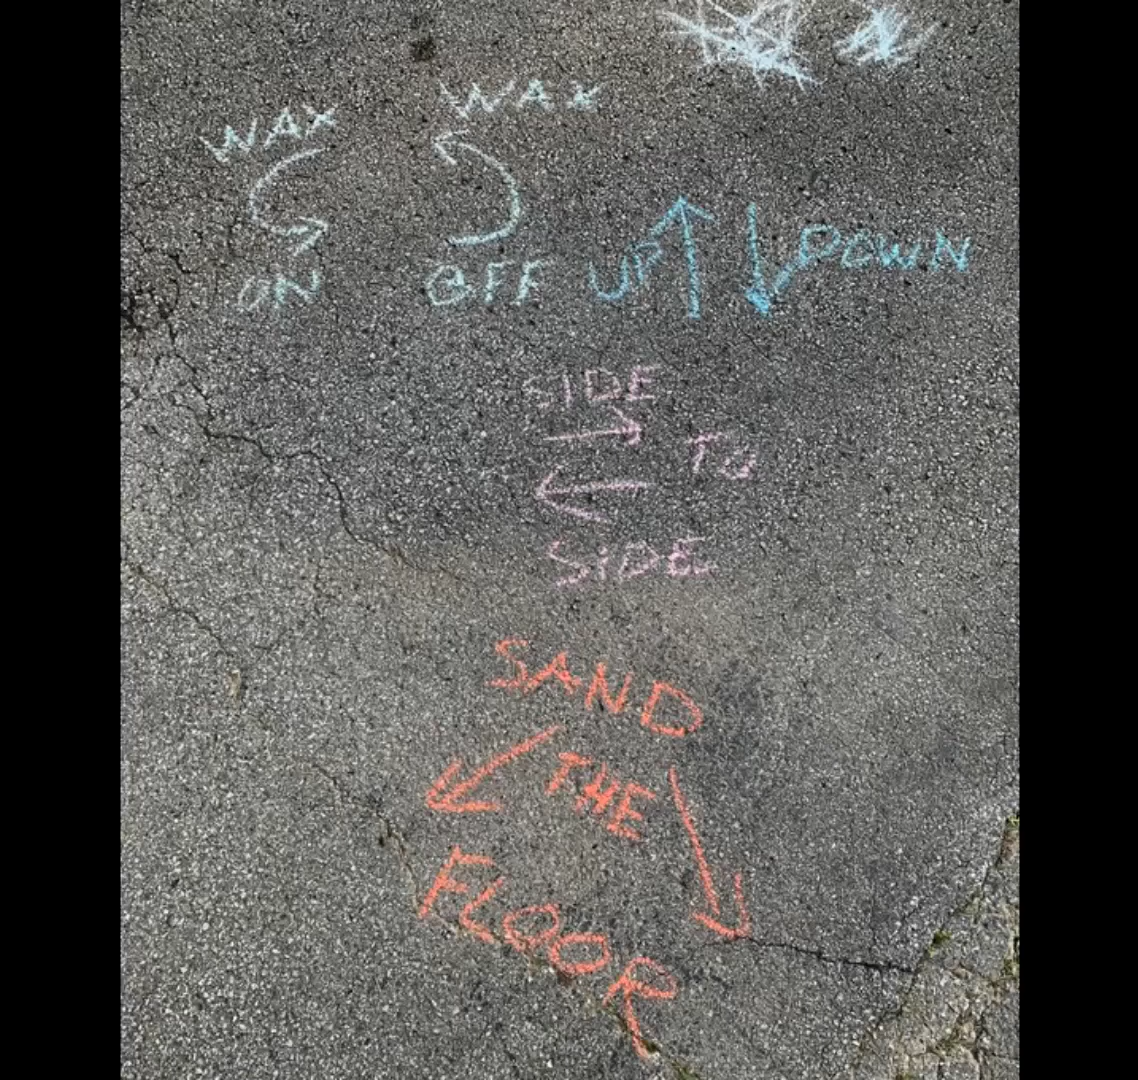 WAX
ON
WAX
OFF
UP DOWN
SIDE
TO
SiDE
SAND
THE
FLOOR